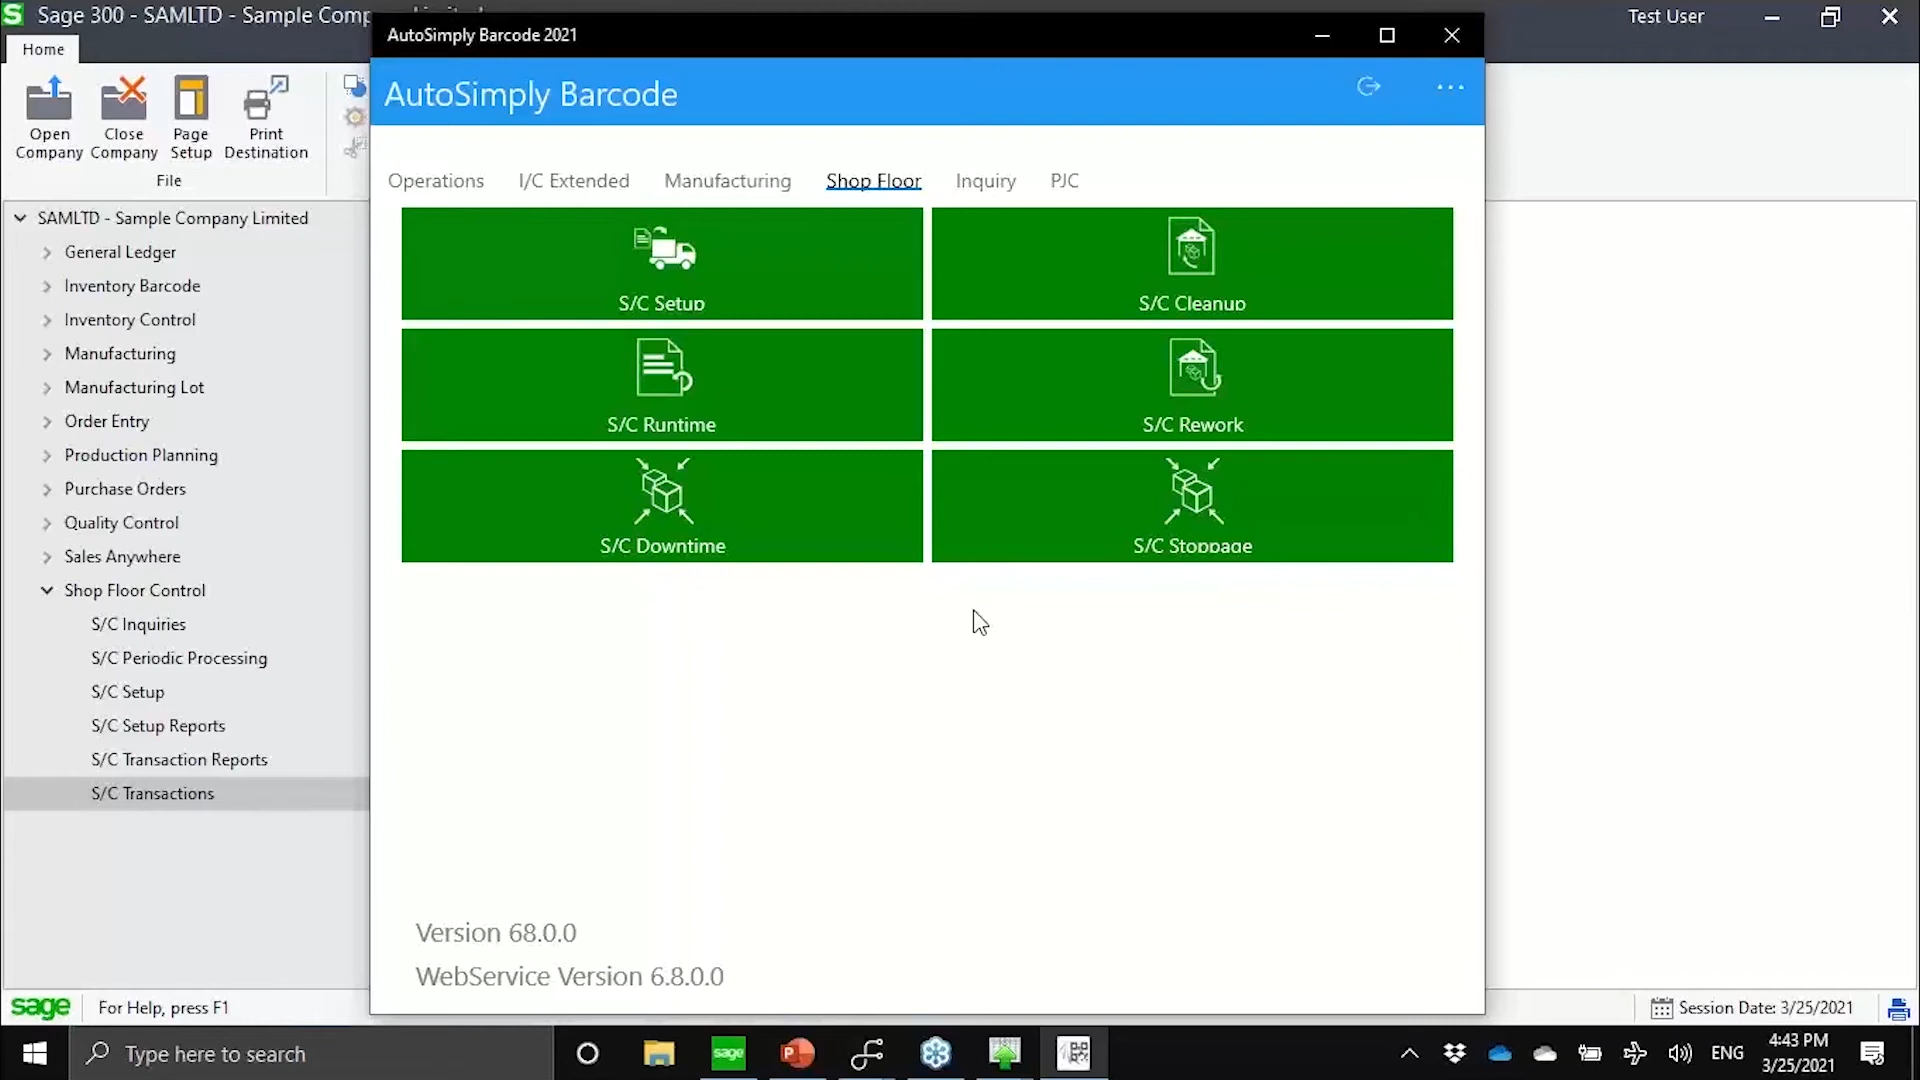 Sage 300 - SAMLTD - Sample Comp
Test User
AutoSimply Barcode 2021
Home
AutoSimply Barcode
Open Company
Close Company
Page Setup
Print Destination
File
Operations
I/C Extended
Manufacturing
Shop Floor
Inquiry
PJC
SAMLTD - Sample Company Limited
General Ledger
Inventory Barcode
Inventory Control
Manufacturing
Manufacturing Lot
Order Entry
Production Planning
Purchase Orders
Quality Control
Sales Anywhere
Shop Floor Control
S/C Inquiries
S/C Periodic Processing
S/C Setup
S/C Setup Reports
S/C Transaction Reports
S/C Transactions
S/C Setup
S/C Cleanup
S/C Runtime
S/C Rework
S/C Downtime
S/C Stoppage
Version 68.0.0
WebService Version 6.8.0.0
sage
For Help, press F1
Session Date: 3/25/2021
Type here to search
sage
ENG
4:43 PM
3/25/2021